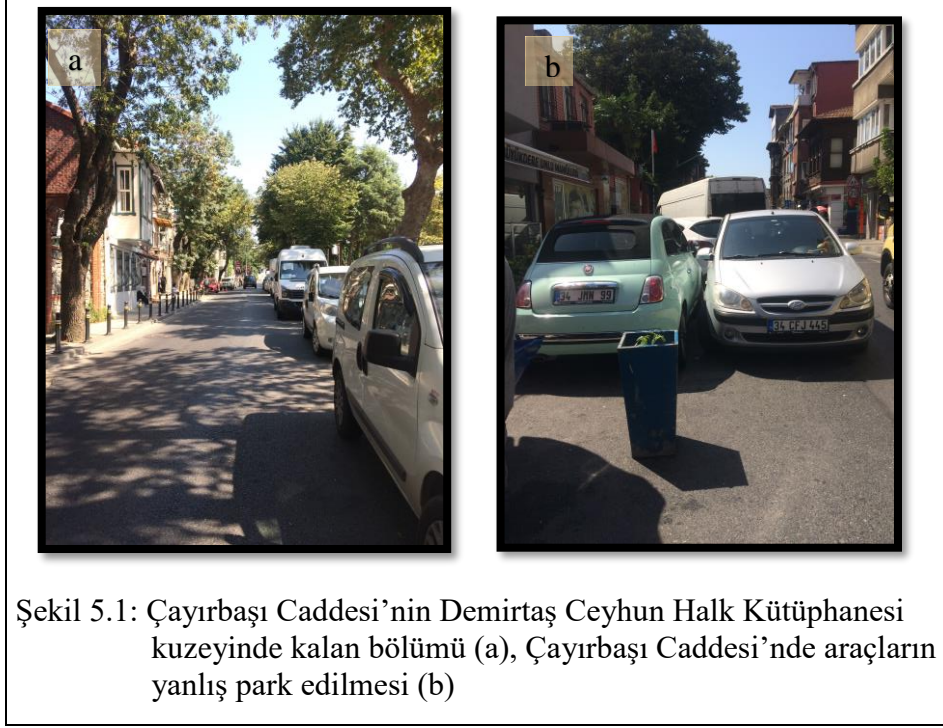 a
b
34 JMN 99
34 CFJ 445
Şekil 5.1: Çayırbaşı Caddesi’nin Demirtaş Ceyhun Halk Kütüphanesi
kuzeyinde kalan bölümü (a), Çayırbaşı Caddesi’nde araçların
yanlış park edilmesi (b)